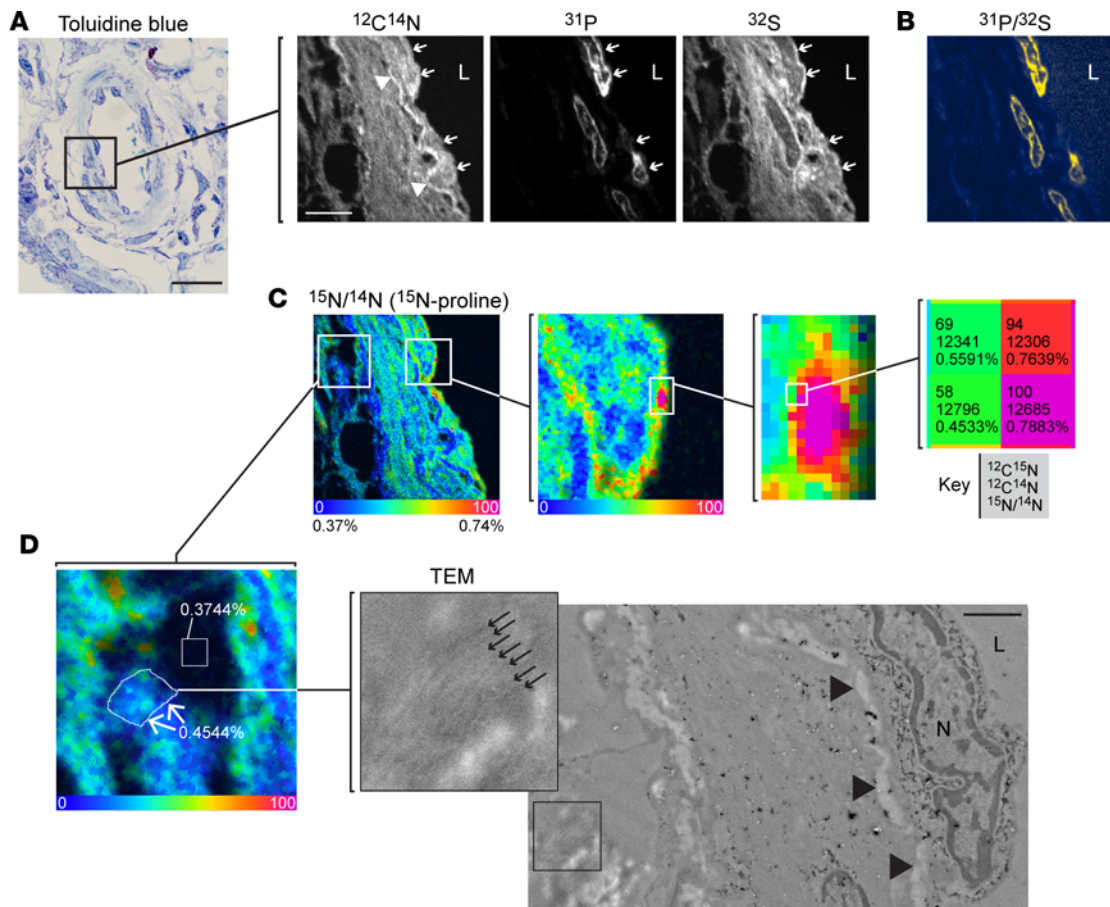 A
Toluidine blue
¹²C¹⁴N
³¹P
³²S
L
L
L
B
³¹P/³²S
L
C
¹⁵N/¹⁴N (¹⁵N-proline)
0 100
0.37% 0.74%
0 100
69
12341
0.5591%
94
12306
0.7639%
58
12796
0.4533%
100
12685
0.7883%
Key
¹²C¹⁵N
¹²C¹⁴N
¹⁵N/¹⁴N
D
0.3744%
0.4544%
0 100
TEM
L
N